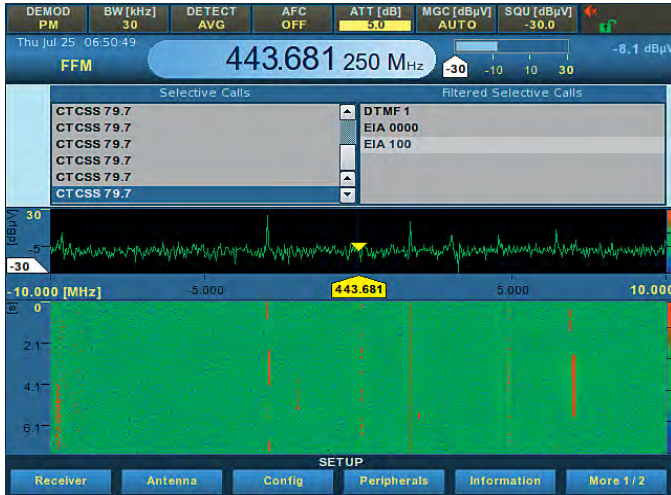 DEMOD BW [kHz] DETECT AFC ATT [dB] MGC [dBµV] SQU [dBµV]
PM 30 AVG OFF 5.0 AUTO -30.0
Thu Jul 25 06:50:49
FFM
443.681 250 MHz
-30 -10 10 30
-8.1 dBµV
Selective Calls
CTCSS 79.7
CTCSS 79.7
CTCSS 79.7
CTCSS 79.7
CTCSS 79.7
CTCSS 79.7
Filtered Selective Calls
DTMF 1
EIA 0000
EIA 100
[dBµV]
30
-5
-30
-10.000 [MHz] -5.000 443.681 5.000 10.000
[s]
0
2.1
4.1
6.1
SETUP
Receiver Antenna Config Peripherals Information More 1/2